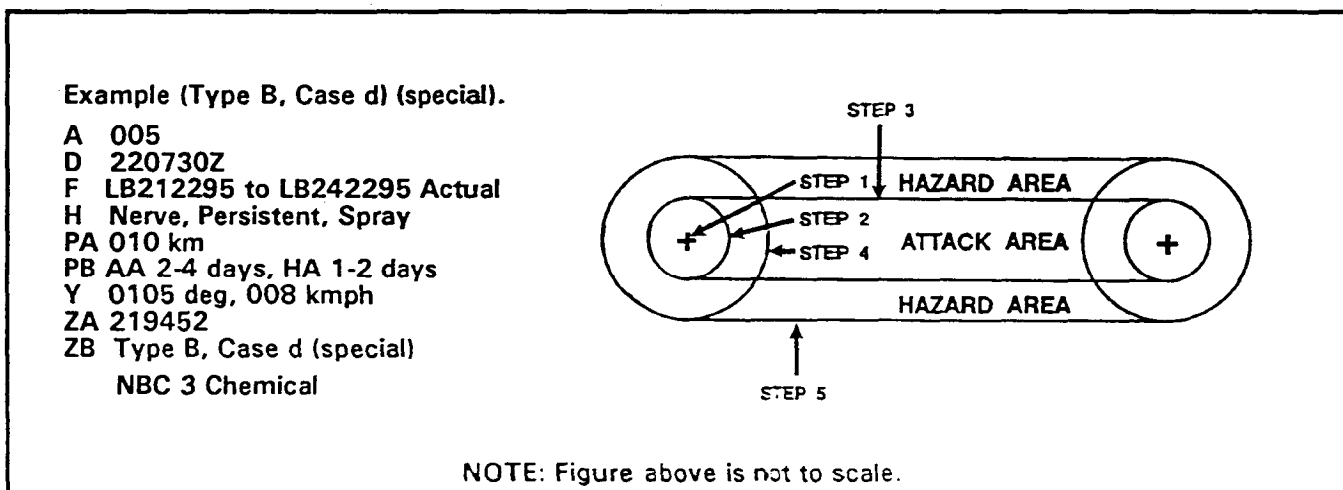 Example (Type B, Case d) (special).
A 005
D 220730Z
F LB212295 to LB242295 Actual
H Nerve, Persistent, Spray
PA 010 km
PB AA 2-4 days, HA 1-2 days
Y 0105 deg, 008 kmph
ZA 219452
ZB Type B, Case d (special)
NBC 3 Chemical
STEP 3
STEP 1
HAZARD AREA
STEP 2
ATTACK AREA
STEP 4
HAZARD AREA
STEP 5
NOTE: Figure above is not to scale.